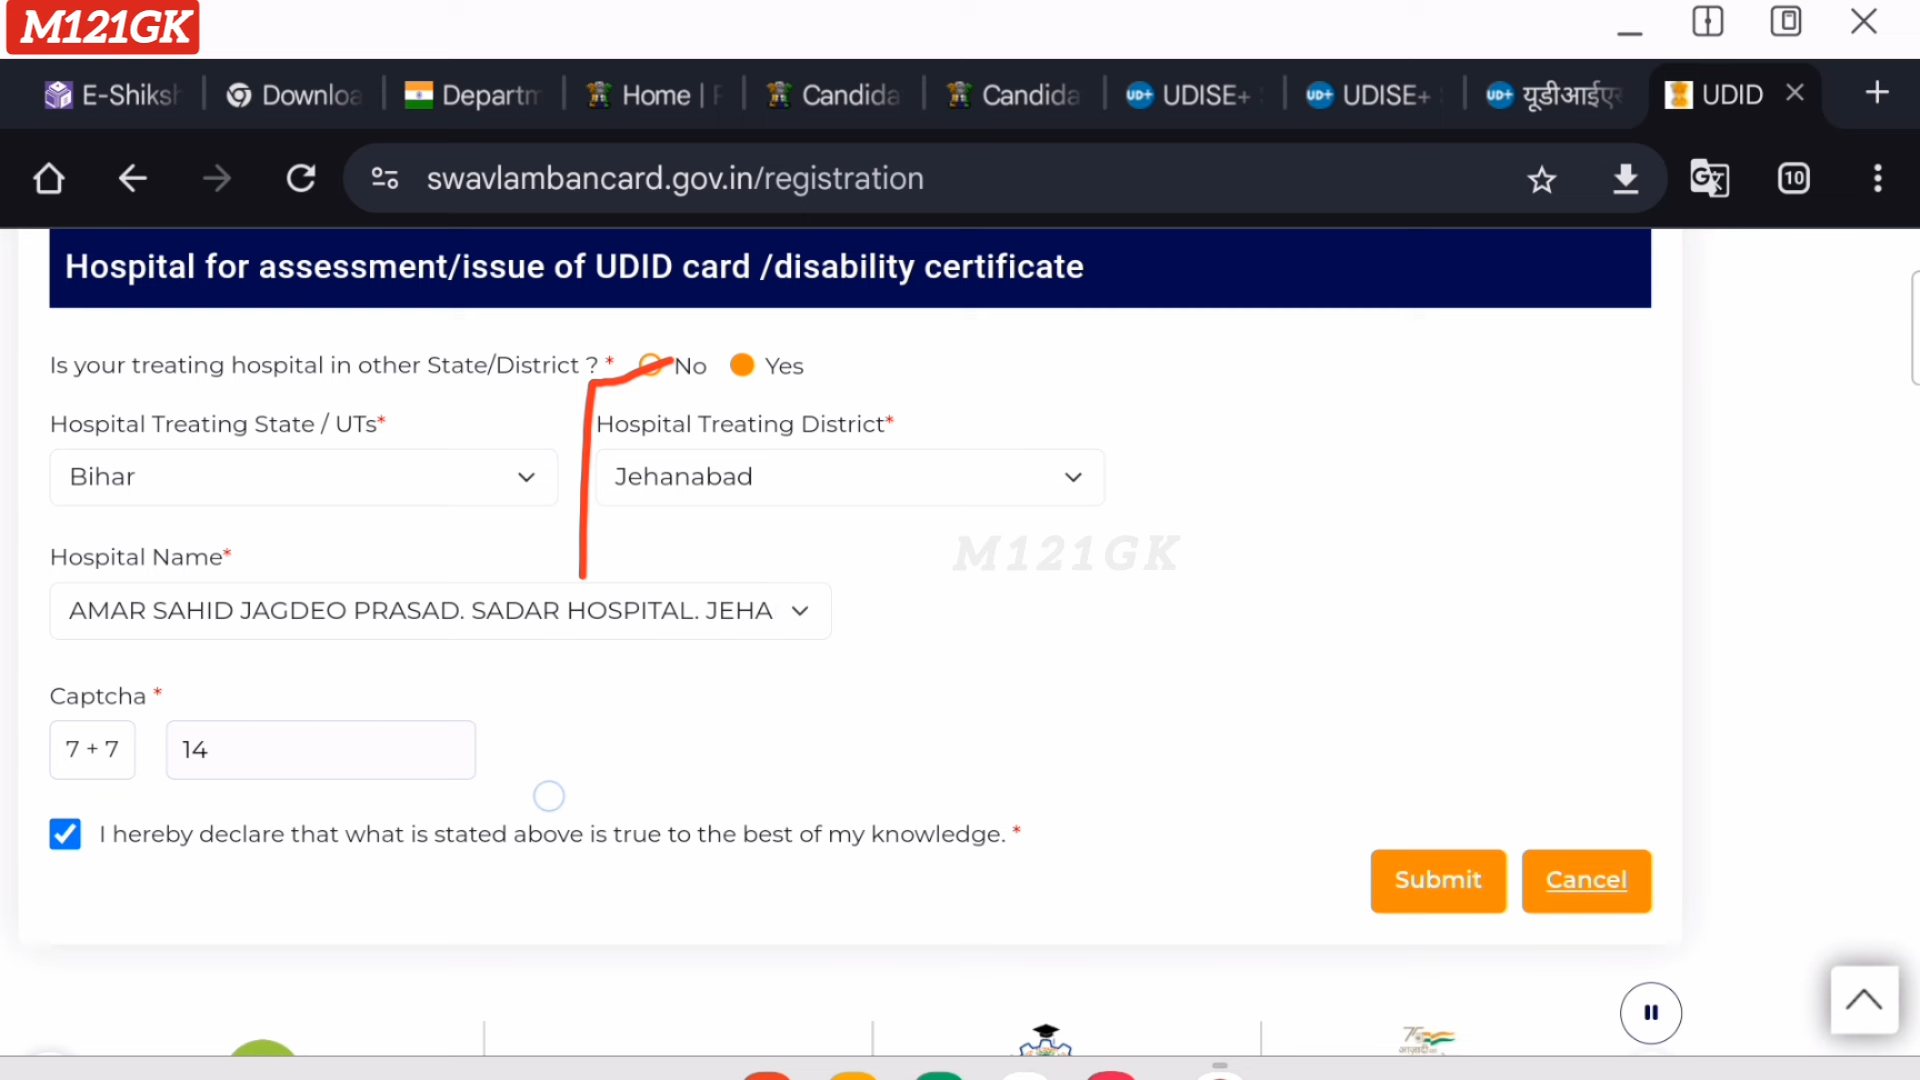 M121GK
E-Shiksh
Downloa
Departm
Home |
Candida
Candida
UDISE+
UDISE+
यूडीआईए
UDID
swavlambancard.gov.in/registration
10
Hospital for assessment/issue of UDID card /disability certificate
Is your treating hospital in other State/District ? * No Yes
Hospital Treating State / UTs*
Hospital Treating District*
Bihar
Jehanabad
M121GK
Hospital Name*
AMAR SAHID JAGDEO PRASAD. SADAR HOSPITAL. JEHA
Captcha *
7 + 7
14
I hereby declare that what is stated above is true to the best of my knowledge. *
Submit
Cancel